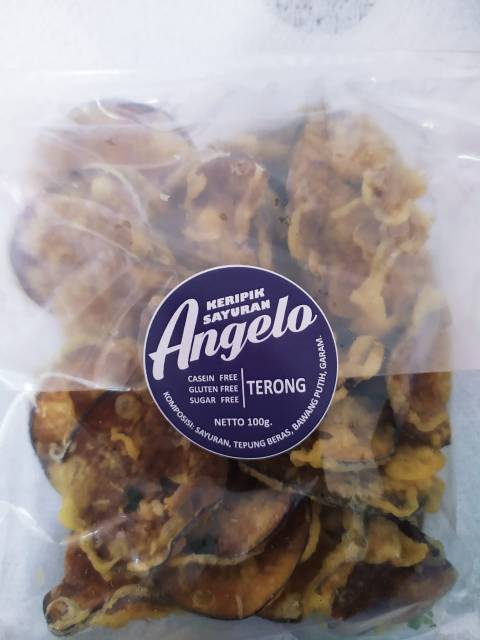 KERIPIK
SAYURAN
Angelo
CASEIN FREE
GLUTEN FREE
SUGAR FREE
TERONG
NETTO 100g.
KOMPOSISI: SAYURAN, TEPUNG BERAS, BAWANG PUTIH, GARAM.